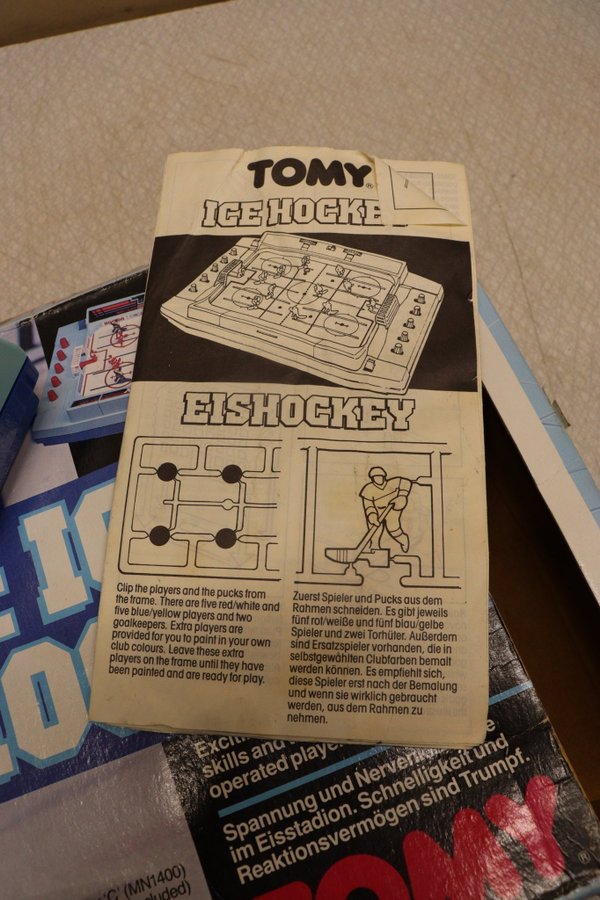 TOMY®
ICE HOCKE
EISHOCKEY
Clip the players and the pucks from
the frame. There are five red/white and
five blue/yellow players and two
goalkeepers. Extra players are
provided for you to paint in your own
club colours. Leave these extra
players on the frame until they have
been painted and are ready for play.
Zuerst Spieler und Pucks aus dem
Rahmen schneiden. Es gibt jeweils
fünf rot/weiße und fünf blau/gelbe
Spieler und zwei Torhüter. Außerdem
sind Ersatzspieler vorhanden, die in
selbstgewählten Clubfarben bemalt
werden können. Es empfielt sich,
diese Spieler erst nach der Bemalung
und wenn sie wirklich gebraucht
werden, aus dem Rahmen zu
nehmen.
skills and
operated player
Spannung und
im Eisstadion. Schnelligkeit und
Reaktionsvermögen sind Trumpf.
'C' (MN1400)
TOMY®